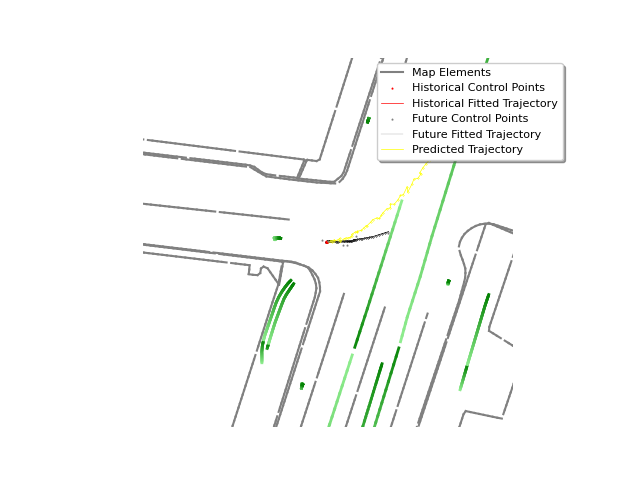 Map Elements
Historical Control Points
Historical Fitted Trajectory
Future Control Points
Future Fitted Trajectory
Predicted Trajectory